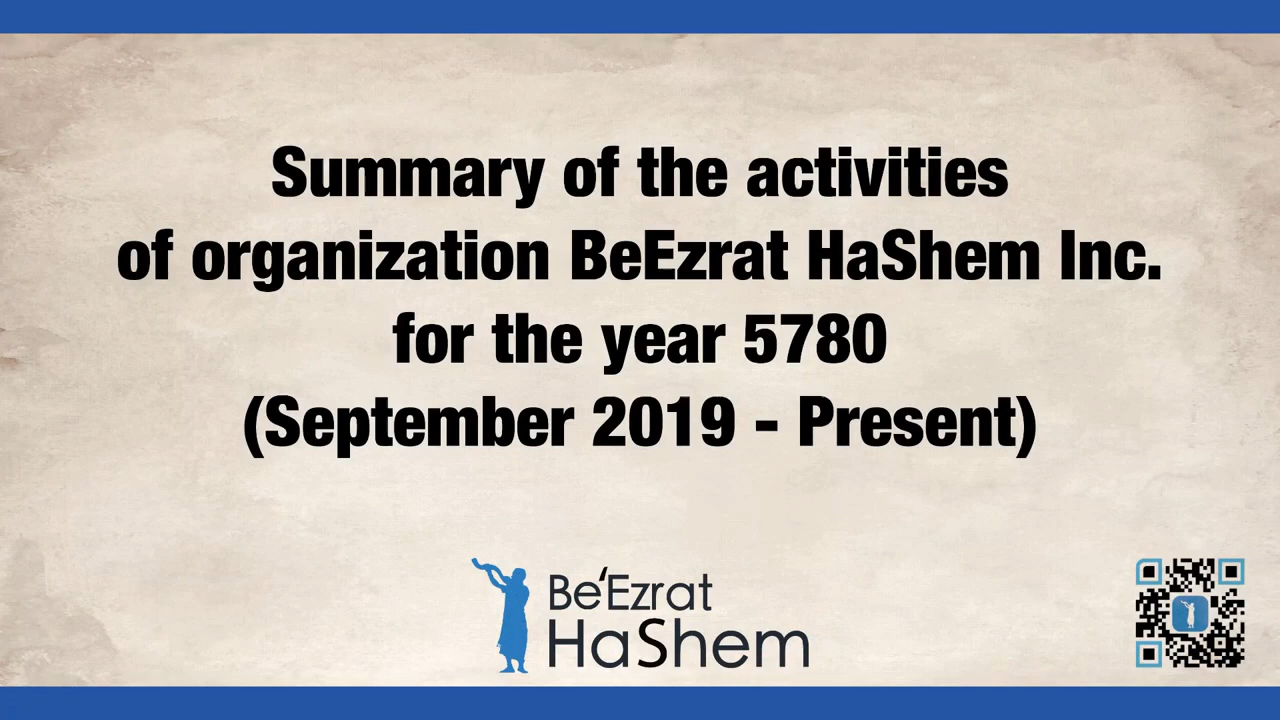 Summary of the activities
of organization BeEzrat HaShem Inc.
for the year 5780
(September 2019 - Present)
Be'Ezrat
HaShem